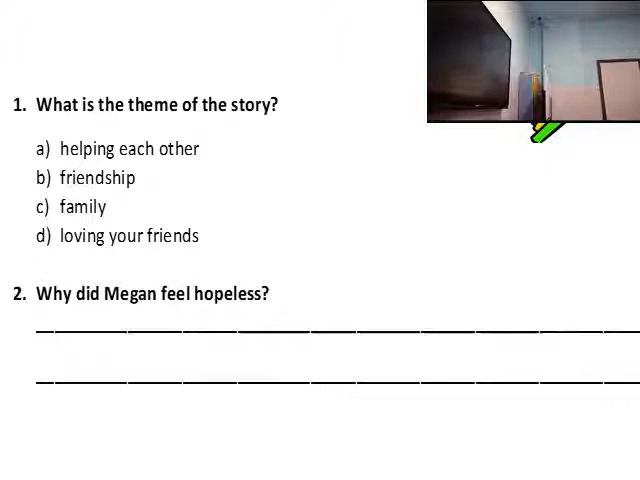 1. What is the theme of the story?
a) helping each other
b) friendship
c) family
d) loving your friends
2. Why did Megan feel hopeless?